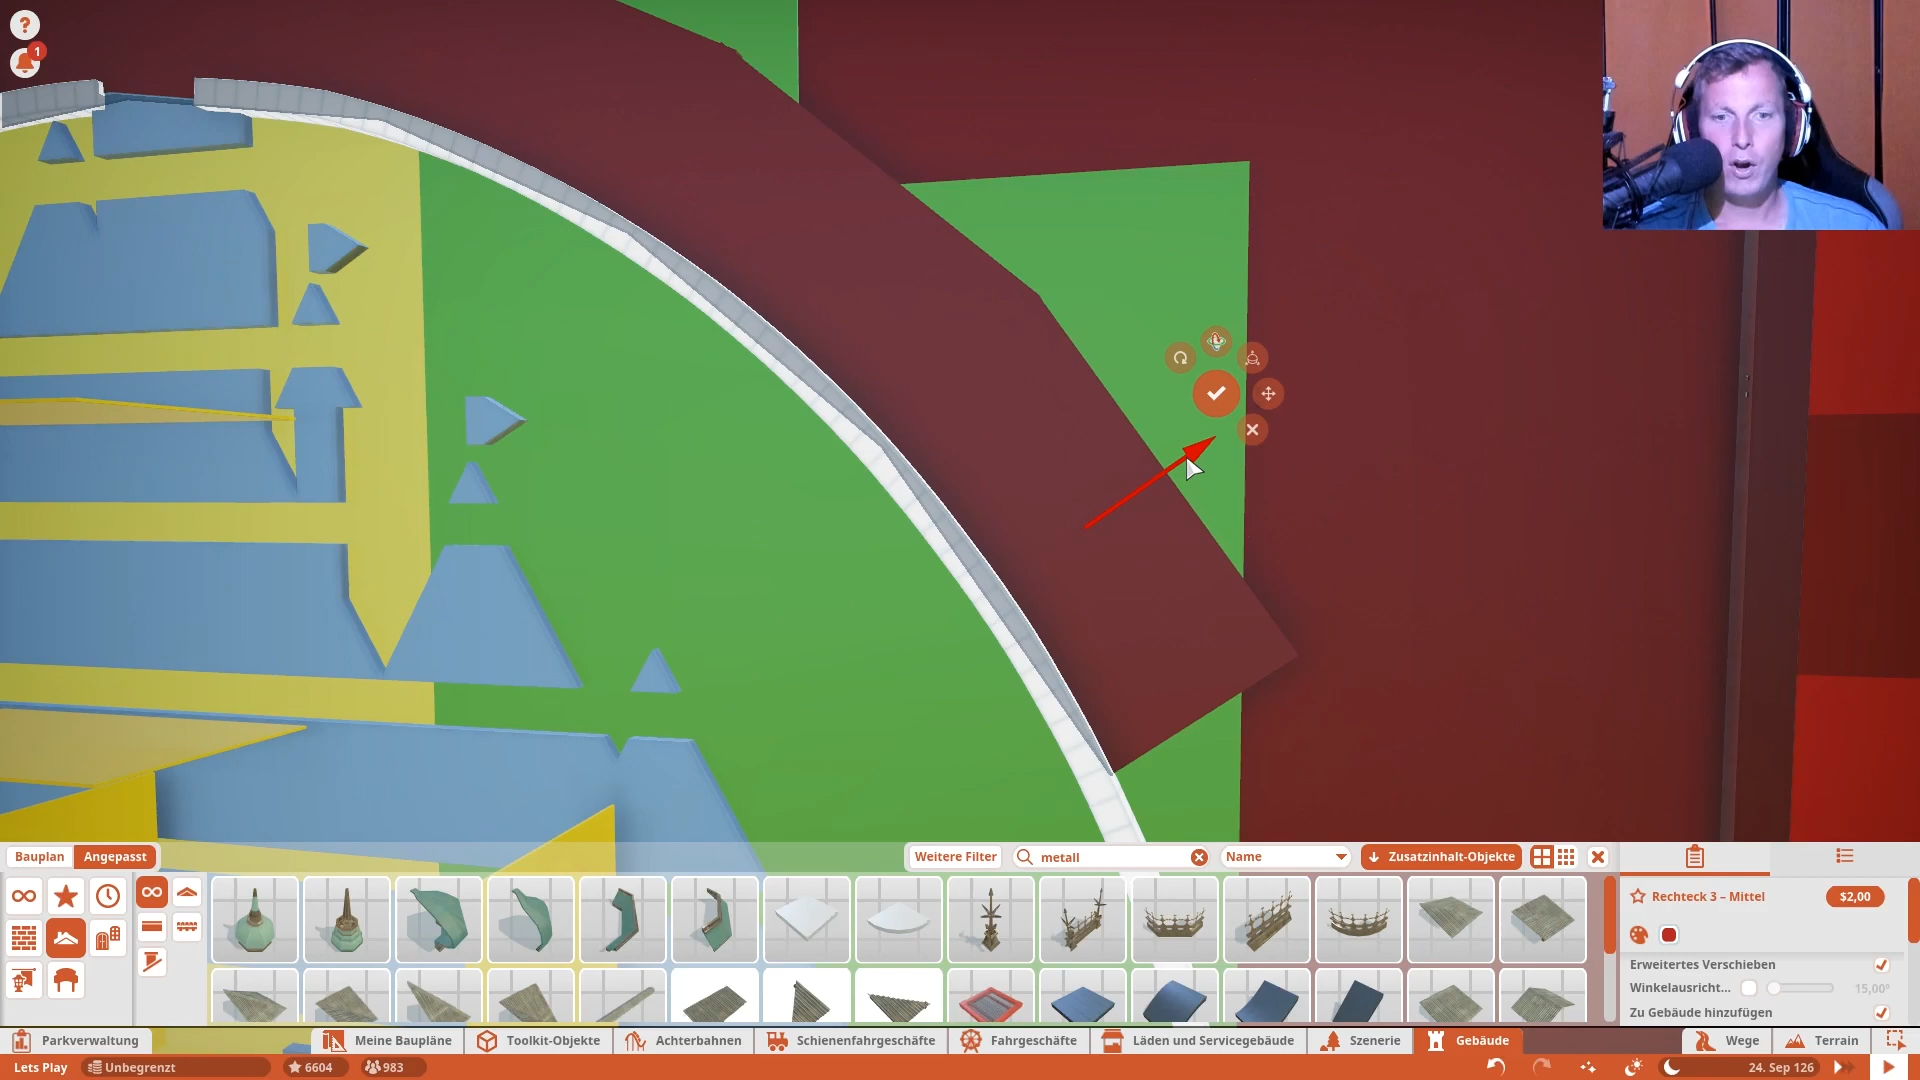 ?
1
Bauplan
Angepasst
Weitere Filter
metall
Name
Zusatzinhalt-Objekte
Rechteck 3 – Mittel
$2,00
Erweitertes Verschieben
Winkelausricht...
15,00°
Zu Gebäude hinzufügen
Parkverwaltung
Meine Baupläne
Toolkit-Objekte
Achterbahnen
Schienenfahrgeschäfte
Fahrgeschäfte
Läden und Servicegebäude
Szenerie
Gebäude
Wege
Terrain
Lets Play
Unbegrenzt
6604
983
24. Sep 126